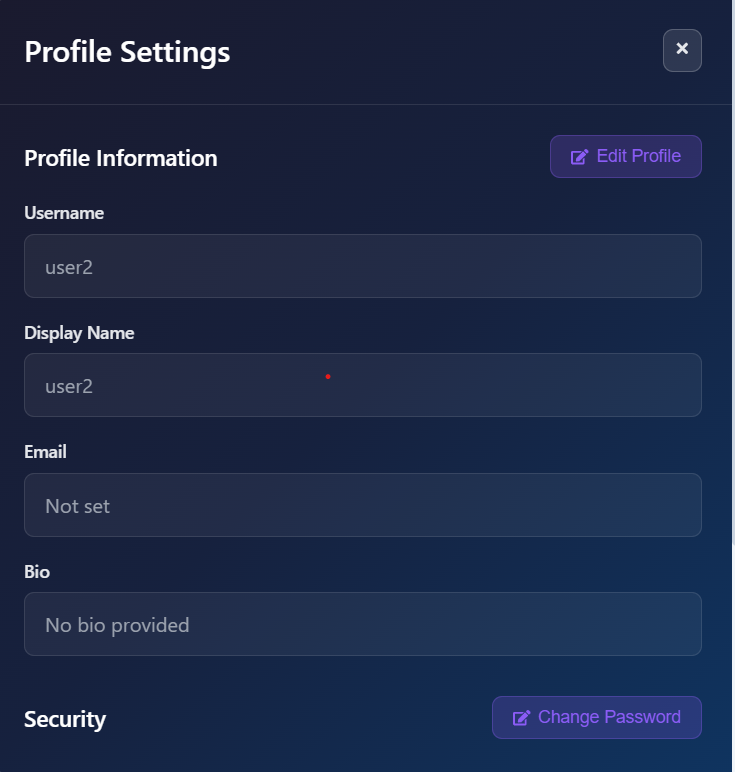 Profile Settings
Profile Information
Edit Profile
Username
user2
Display Name
user2
Email
Not set
Bio
No bio provided
Security
Change Password